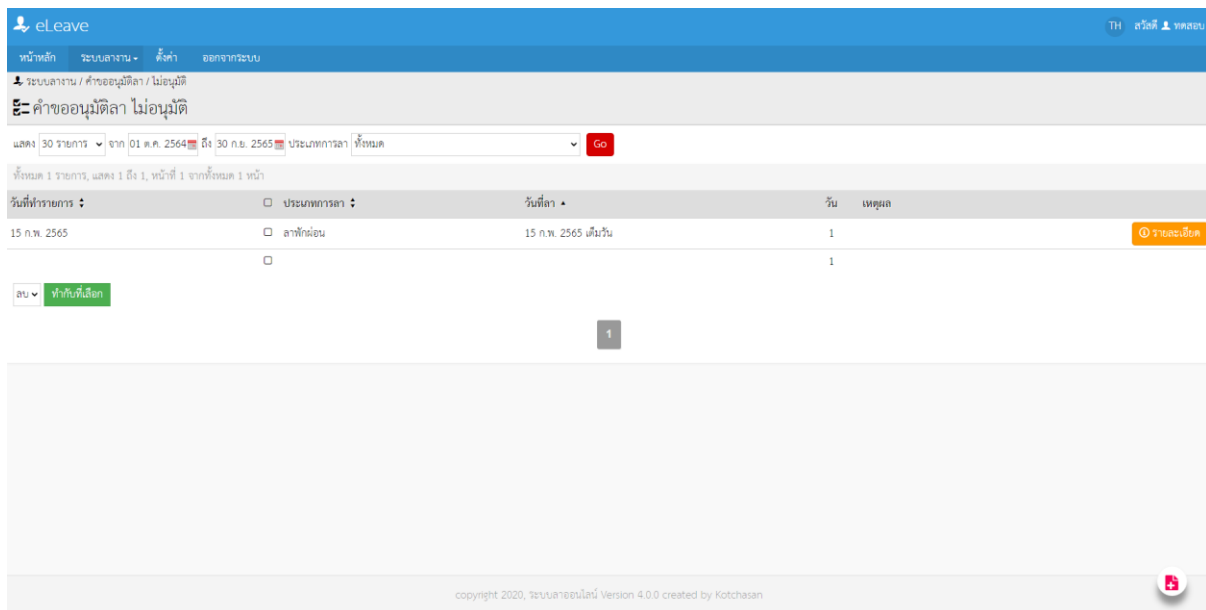 eLeave
TH สวัสดี ทดสอบ
หน้าหลัก ระบบลางาน ตั้งค่า ออกจากระบบ
ระบบลางาน / คำขออนุมัติลา / ไม่อนุมัติ
คำขออนุมัติลา ไม่อนุมัติ
แสดง 30 รายการ จาก 01 ต.ค. 2564 ถึง 30 ก.ย. 2565 ประเภทการลา ทั้งหมด Go
ทั้งหมด 1 รายการ, แสดง 1 ถึง 1, หน้าที่ 1 จากทั้งหมด 1 หน้า
วันที่ทำรายการ ประเภทการลา วันที่ลา วัน เหตุผล
15 ก.พ. 2565 ลาพักผ่อน 15 ก.พ. 2565 เต็มวัน 1 รายละเอียด
1
ลบ ทำกับที่เลือก
1
copyright 2020, ระบบลาออนไลน์ Version 4.0.0 created by Kotchasan